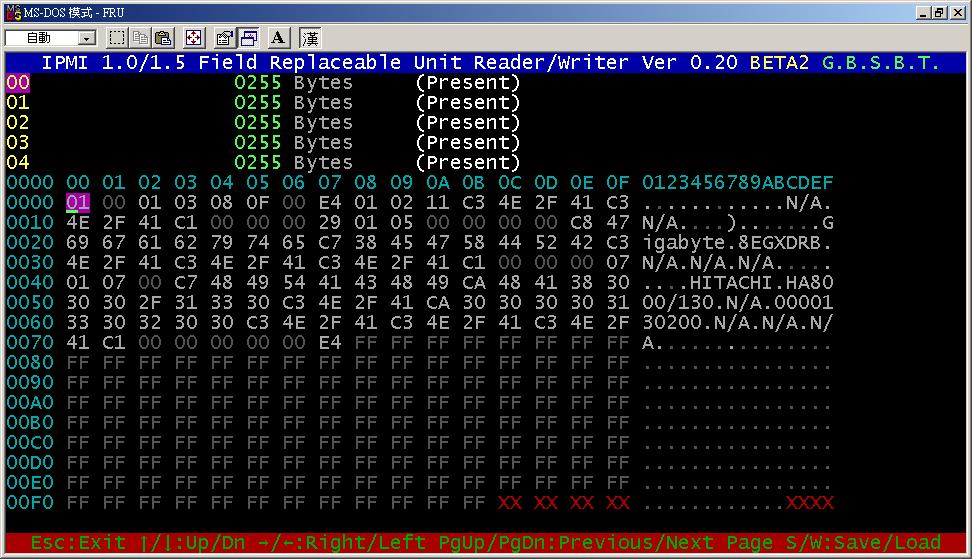 MS-DOS 模式 - FRU
自動
A 漢
IPMI 1.0/1.5 Field Replaceable Unit Reader/Writer Ver 0.20 BETA2 G.B.S.B.T.
00 0255 Bytes (Present)
01 0255 Bytes (Present)
02 0255 Bytes (Present)
03 0255 Bytes (Present)
04 0255 Bytes (Present)
0000 00 01 02 03 04 05 06 07 08 09 0A 0B 0C 0D 0E 0F 0123456789ABCDEF
0000 01 00 01 03 08 0F 00 E4 01 02 11 C3 4E 2F 41 C3 ............N/A.
0010 4E 2F 41 C1 00 00 00 29 01 05 00 00 00 00 C8 47 N/A....).......G
0020 69 67 61 62 79 74 65 C7 38 45 47 58 44 52 42 C3 igabyte.8EGXDRB.
0030 4E 2F 41 C3 4E 2F 41 C3 4E 2F 41 C1 00 00 00 07 N/A.N/A.N/A.....
0040 01 07 00 C7 48 49 54 41 43 48 49 CA 48 41 38 30 ....HITACHI.HA80
0050 30 30 2F 31 33 30 C3 4E 2F 41 CA 30 30 30 30 31 00/130.N/A.00001
0060 33 30 32 30 30 C3 4E 2F 41 C3 4E 2F 41 C3 4E 2F 30200.N/A.N/A.N/
0070 41 C1 00 00 00 00 00 E4 FF FF FF FF FF FF FF FF A...............
0080 FF FF FF FF FF FF FF FF FF FF FF FF FF FF FF FF ................
0090 FF FF FF FF FF FF FF FF FF FF FF FF FF FF FF FF ................
00A0 FF FF FF FF FF FF FF FF FF FF FF FF FF FF FF FF ................
00B0 FF FF FF FF FF FF FF FF FF FF FF FF FF FF FF FF ................
00C0 FF FF FF FF FF FF FF FF FF FF FF FF FF FF FF FF ................
00D0 FF FF FF FF FF FF FF FF FF FF FF FF FF FF FF FF ................
00E0 FF FF FF FF FF FF FF FF FF FF FF FF FF FF FF FF ................
00F0 FF FF FF FF FF FF FF FF FF FF FF FF XX XX XX XX ............XXXX
Esc:Exit ↑/↓:Up/Dn →/←:Right/Left PgUp/PgDn:Previous/Next Page S/W:Save/Load